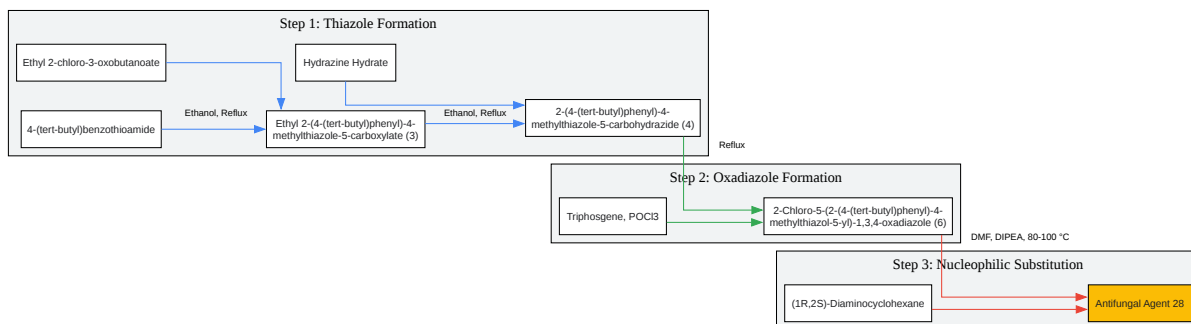 Step 1: Thiazole Formation
Ethyl 2-chloro-3-oxobutanoate
Hydrazine Hydrate
4-(tert-butyl)benzothioamide
Ethanol, Reflux
Ethyl 2-(4-(tert-butyl)phenyl)-4-
methylthiazole-5-carboxylate (3)
Ethanol, Reflux
2-(4-(tert-butyl)phenyl)-4-
methylthiazole-5-carbohydrazide (4)
Reflux
Step 2: Oxadiazole Formation
Triphosgene, POCl3
2-Chloro-5-(2-(4-(tert-butyl)phenyl)-4-
methylthiazol-5-yl)-1,3,4-oxadiazole (6)
DMF, DIPEA, 80-100 °C
Step 3: Nucleophilic Substitution
(1R,2S)-Diaminocyclohexane
Antifungal Agent 28